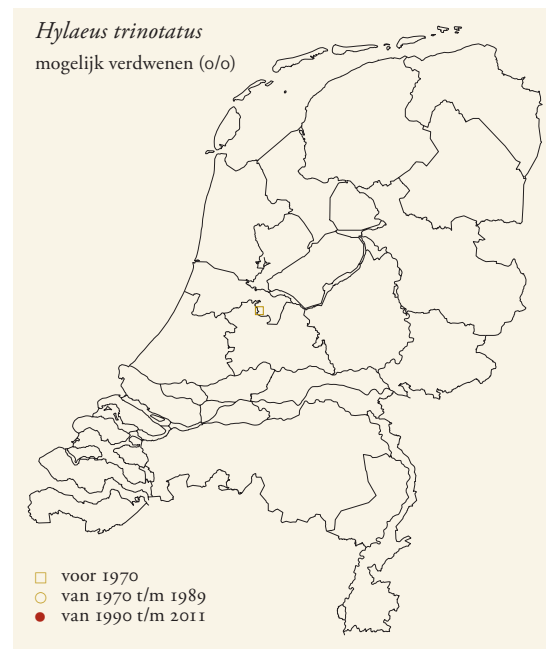 Hylaeus trinotatus
mogelijk verdwenen (0/0)
voor 1970
van 1970 t/m 1989
van 1990 t/m 2011